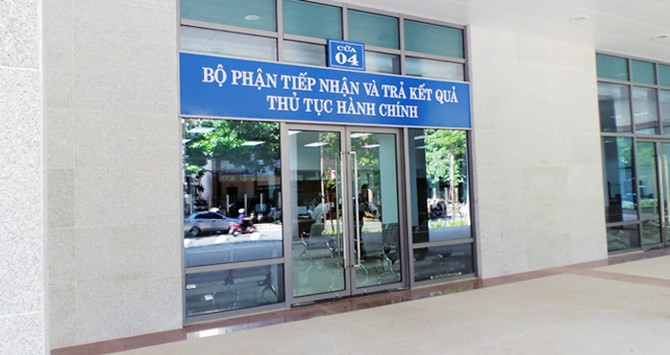 CỬA
04
BỘ PHẬN TIẾP NHẬN VÀ TRẢ KẾT QUẢ
THỦ TỤC HÀNH CHÍNH